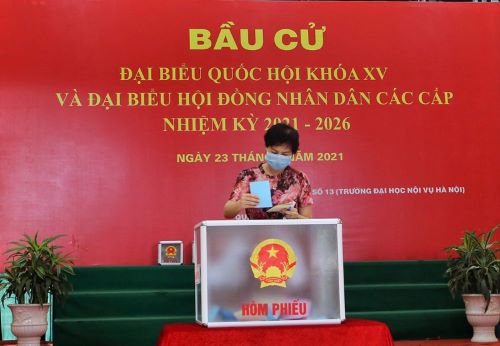 BẦU CỬ
ĐẠI BIỂU QUỐC HỘI KHÓA XV
VÀ ĐẠI BIỂU HỘI ĐỒNG NHÂN DÂN CÁC CẤP
NHIỆM KỲ 2021 - 2026
NGÀY 23 THÁNG NĂM 2021
SỐ 13 (TRƯỜNG ĐẠI HỌC NỘI VỤ HÀ NỘI)
HÒM PHIẾU